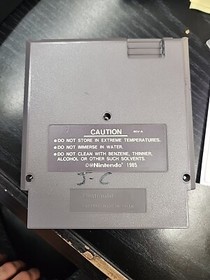 CAUTION
● DO NOT STORE IN EXTREME TEMPERATURES.
● DO NOT IMMERSE IN WATER.
● DO NOT CLEAN WITH BENZENE, THINNER,
ALCOHOL OR OTHER SUCH SOLVENTS.
©Nintendo® 1985
J-C